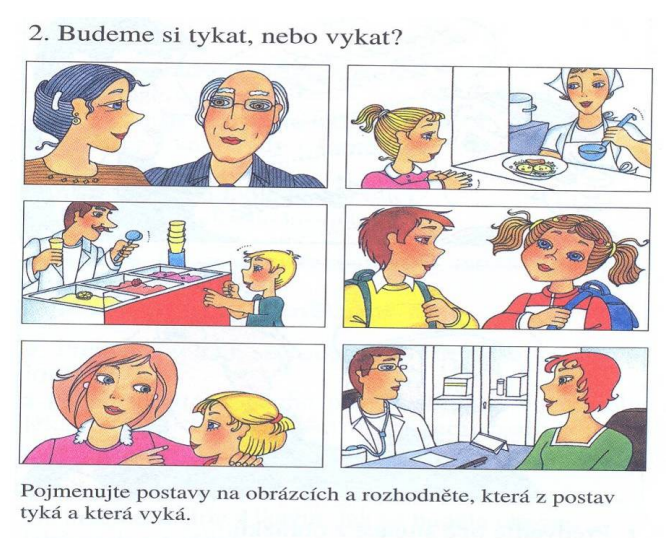 2. Budeme si tykat, nebo vykat?
Pojmenujte postavy na obrázcích a rozhodněte, která z postav
tyká a která vyká.